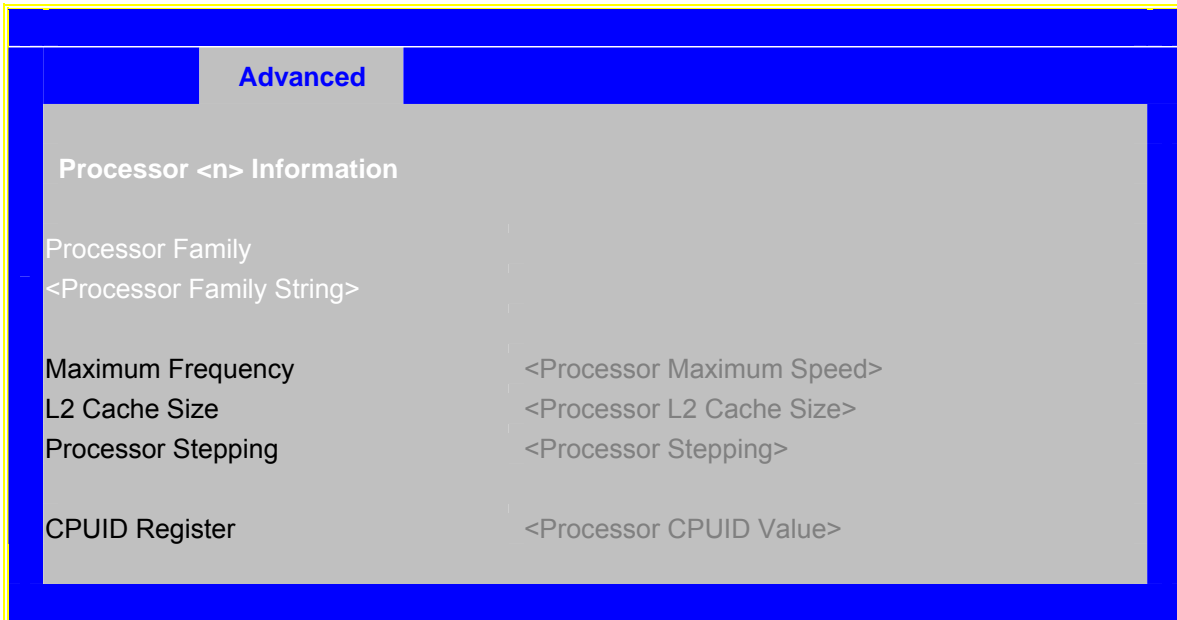 Advanced
Processor <n> Information
Processor Family
<Processor Family String>
Maximum Frequency <Processor Maximum Speed>
L2 Cache Size <Processor L2 Cache Size>
Processor Stepping <Processor Stepping>
CPUID Register <Processor CPUID Value>